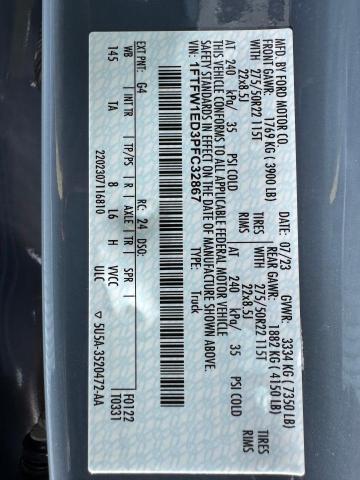 MFD. BY FORD MOTOR CO.
DATE: 07/23 GVWR: 3334 KG (7350 LB)
FRONT GAWR: 1769 KG (3900 LB) REAR GAWR: 1882 KG (4150 LB)
WITH 275/50R22 115T TIRES WITH 275/50R22 115T TIRES
22x8.5J RIMS 22x8.5J RIMS
AT 240 kPa/ 35 PSI COLD AT 240 kPa/ 35 PSI COLD
THIS VEHICLE CONFORMS TO ALL APPLICABLE FEDERAL MOTOR VEHICLE
SAFETY STANDARDS IN EFFECT ON THE DATE OF MANUFACTURE SHOWN ABOVE.
VIN: 1FTFW1ED3PFC32867 TYPE: Truck
F0122
T0331
EXT PNT: G4 RC: 24 DSO:
WB INT TR TP/PS R AXLE TR SPR
145 TA B L6 H VVCC
2202307116810 ULC ▽ 5U5A-3520472-AA